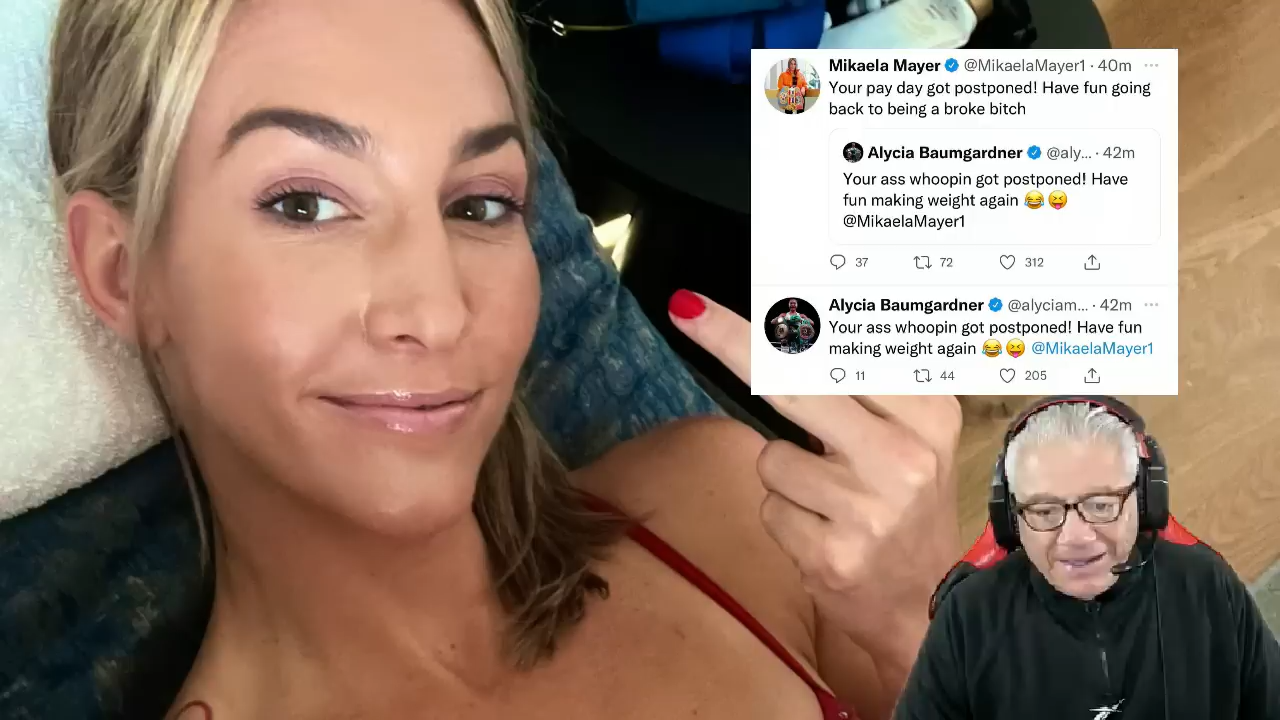 Mikaela Mayer @MikaelaMayer1 · 40m
Your pay day got postponed! Have fun going
back to being a broke bitch
Alycia Baumgardner @aly... · 42m
Your ass whoopin got postponed! Have
fun making weight again 😂😝
@MikaelaMayer1
37 72 312
Alycia Baumgardner @alyciam... · 42m
Your ass whoopin got postponed! Have fun
making weight again 😂😝 @MikaelaMayer1
11 44 205